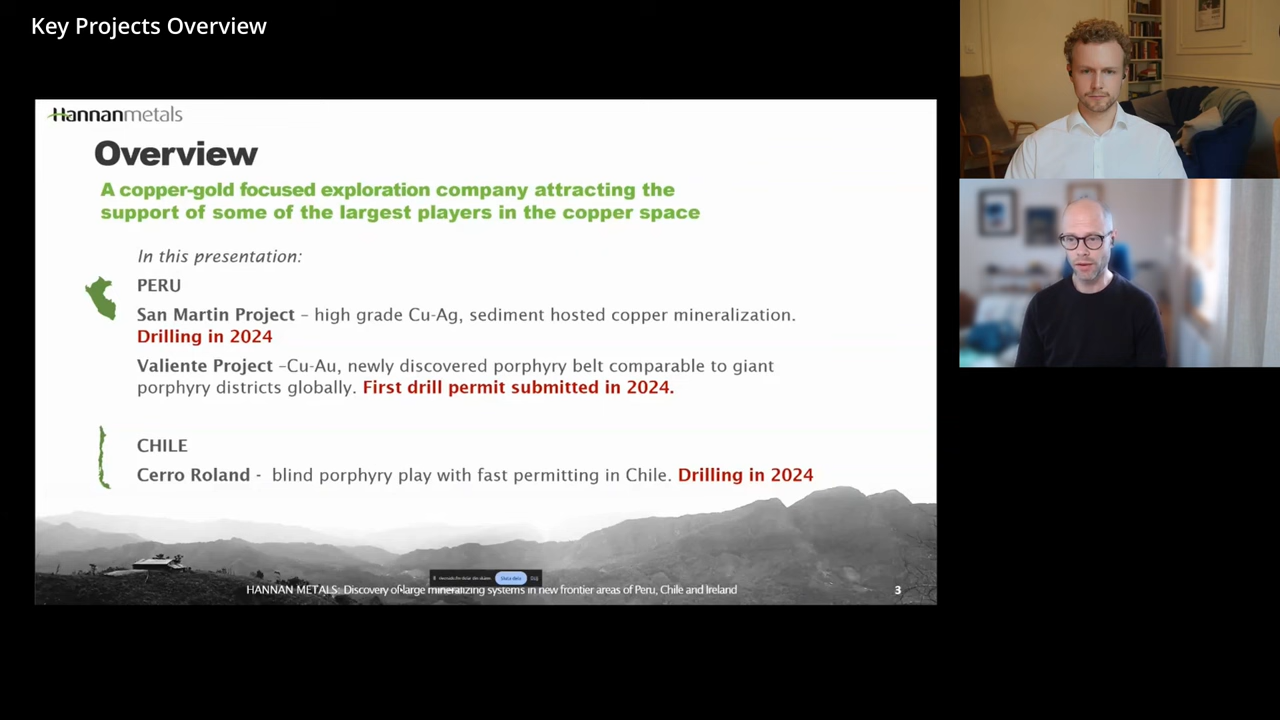 Key Projects Overview
Hannanmetals
Overview
A copper-gold focused exploration company attracting the
support of some of the largest players in the copper space
In this presentation:
PERU
San Martin Project – high grade Cu-Ag, sediment hosted copper mineralization.
Drilling in 2024
Valiente Project –Cu-Au, newly discovered porphyry belt comparable to giant
porphyry districts globally. First drill permit submitted in 2024.
CHILE
Cerro Roland - blind porphyry play with fast permitting in Chile. Drilling in 2024
HANNAN METALS: Discovery of large mineralizing systems in new frontier areas of Peru, Chile and Ireland
3